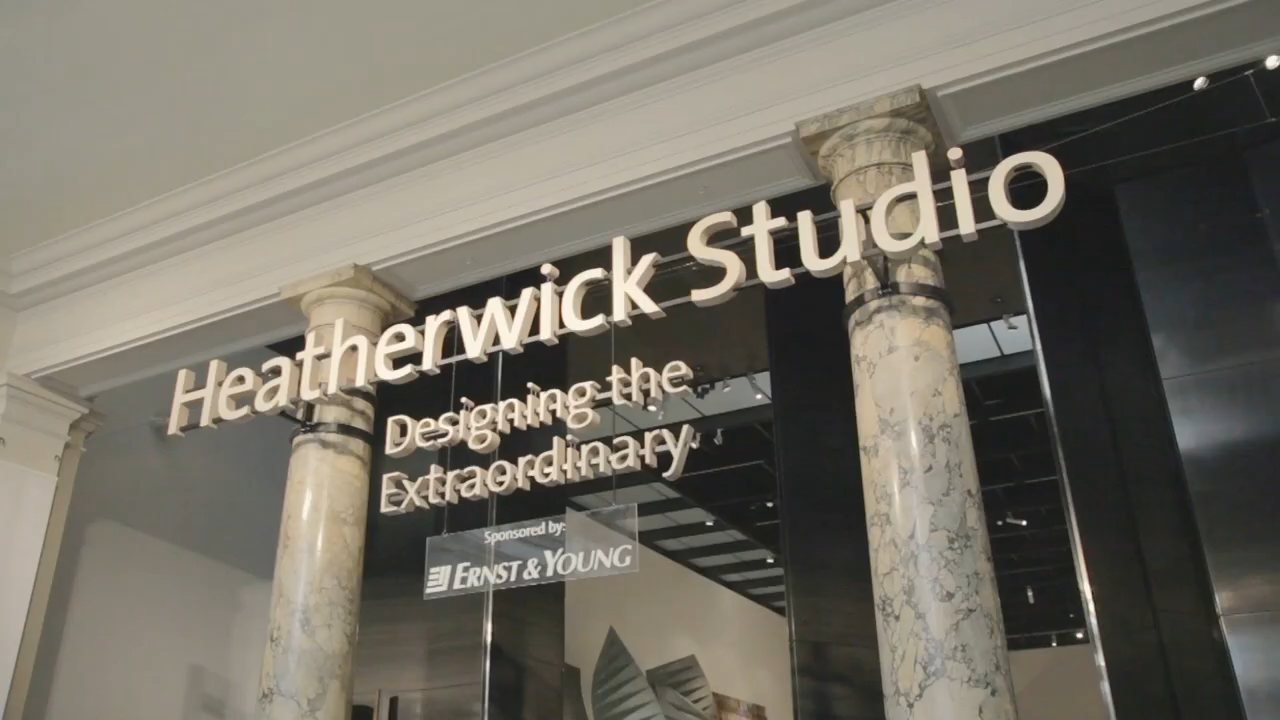 Heatherwick Studio
Designing the
Extraordinary
Sponsored by:
ERNST & YOUNG